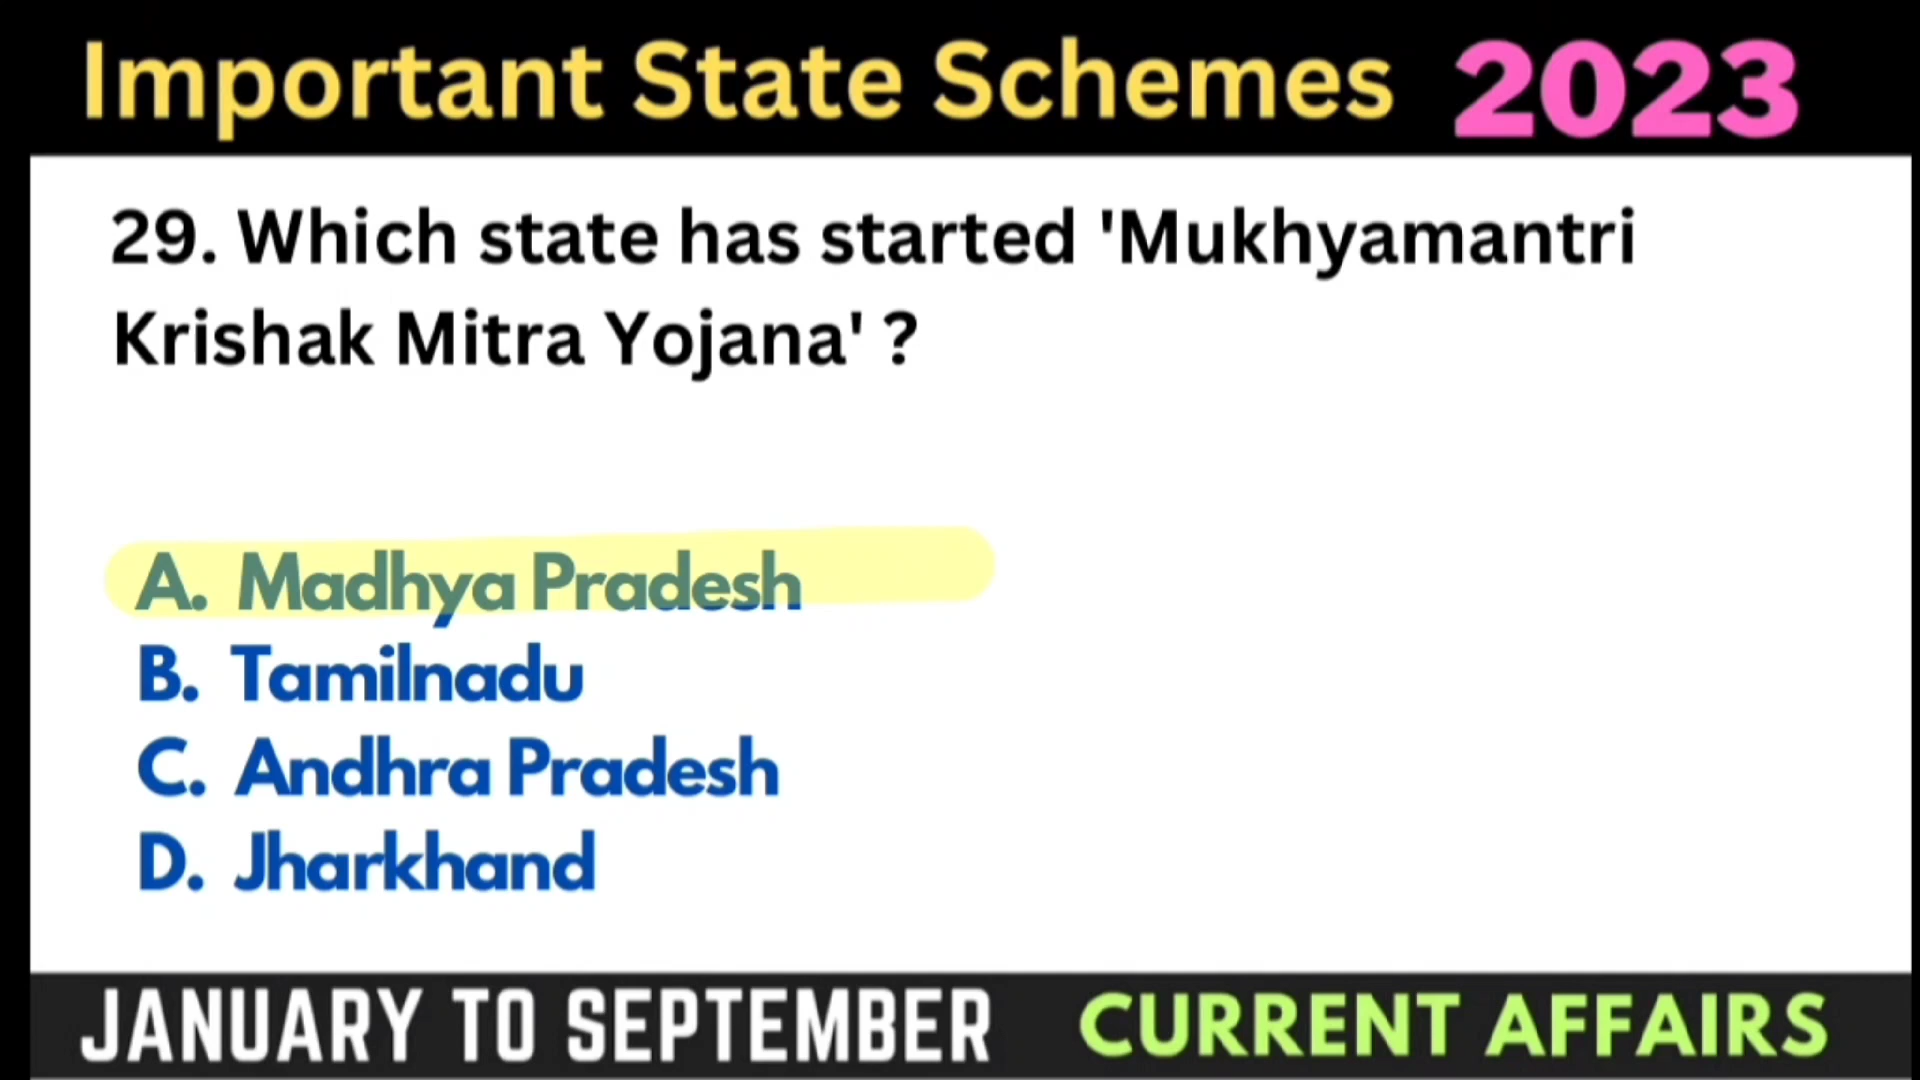 Important State Schemes 2023
29. Which state has started 'Mukhyamantri
Krishak Mitra Yojana' ?
A. Madhya Pradesh
B. Tamilnadu
C. Andhra Pradesh
D. Jharkhand
JANUARY TO SEPTEMBER CURRENT AFFAIRS